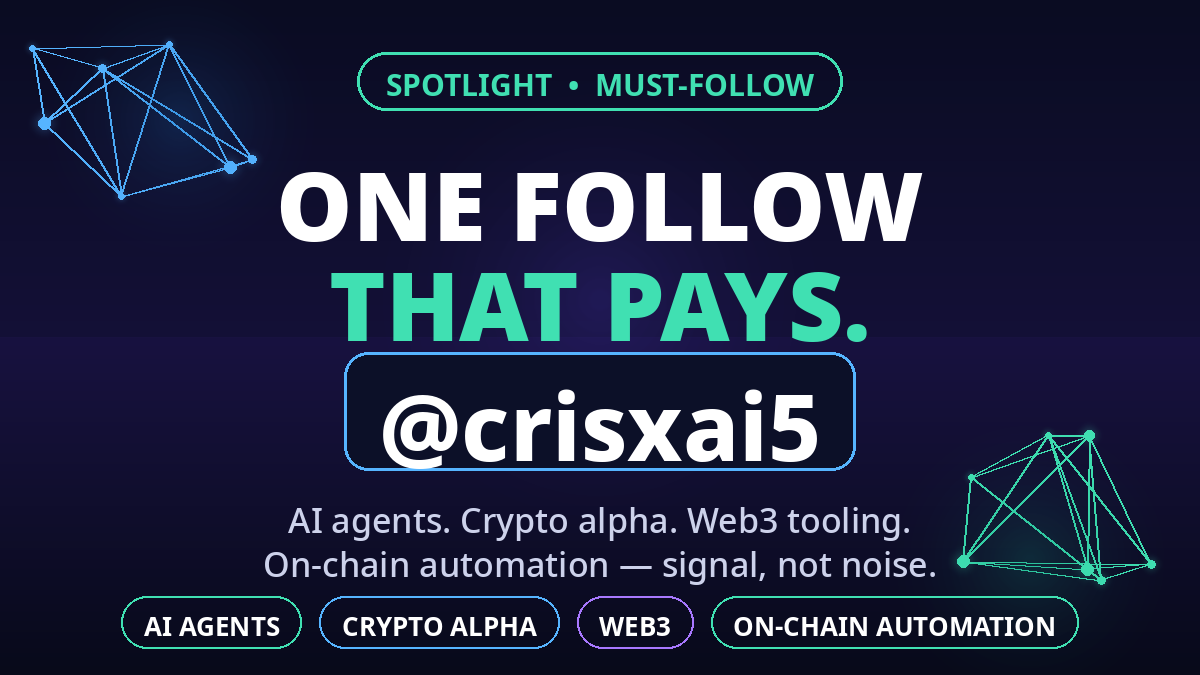 SPOTLIGHT • MUST-FOLLOW
ONE FOLLOW
THAT PAYS.
@crisxai5
AI agents. Crypto alpha. Web3 tooling.
On-chain automation — signal, not noise.
AI AGENTS CRYPTO ALPHA WEB3 ON-CHAIN AUTOMATION